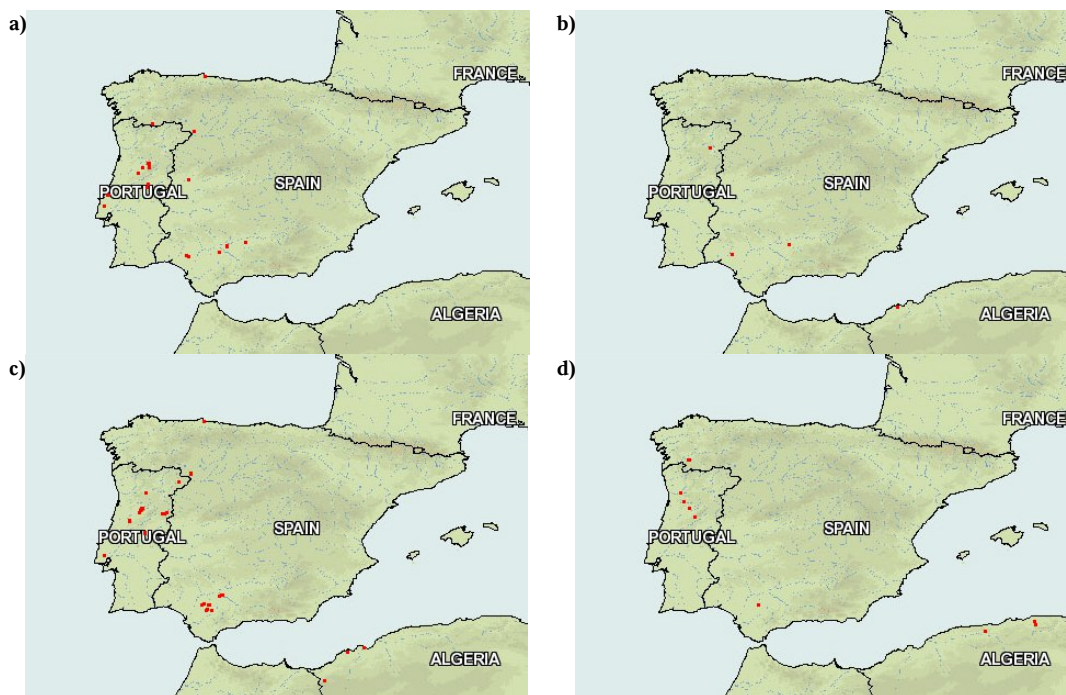 a)
FRANCE
PORTUGAL
SPAIN
ALGERIA
b)
FRANCE
PORTUGAL
SPAIN
ALGERIA
c)
FRANCE
PORTUGAL
SPAIN
ALGERIA
d)
FRANCE
PORTUGAL
SPAIN
ALGERIA